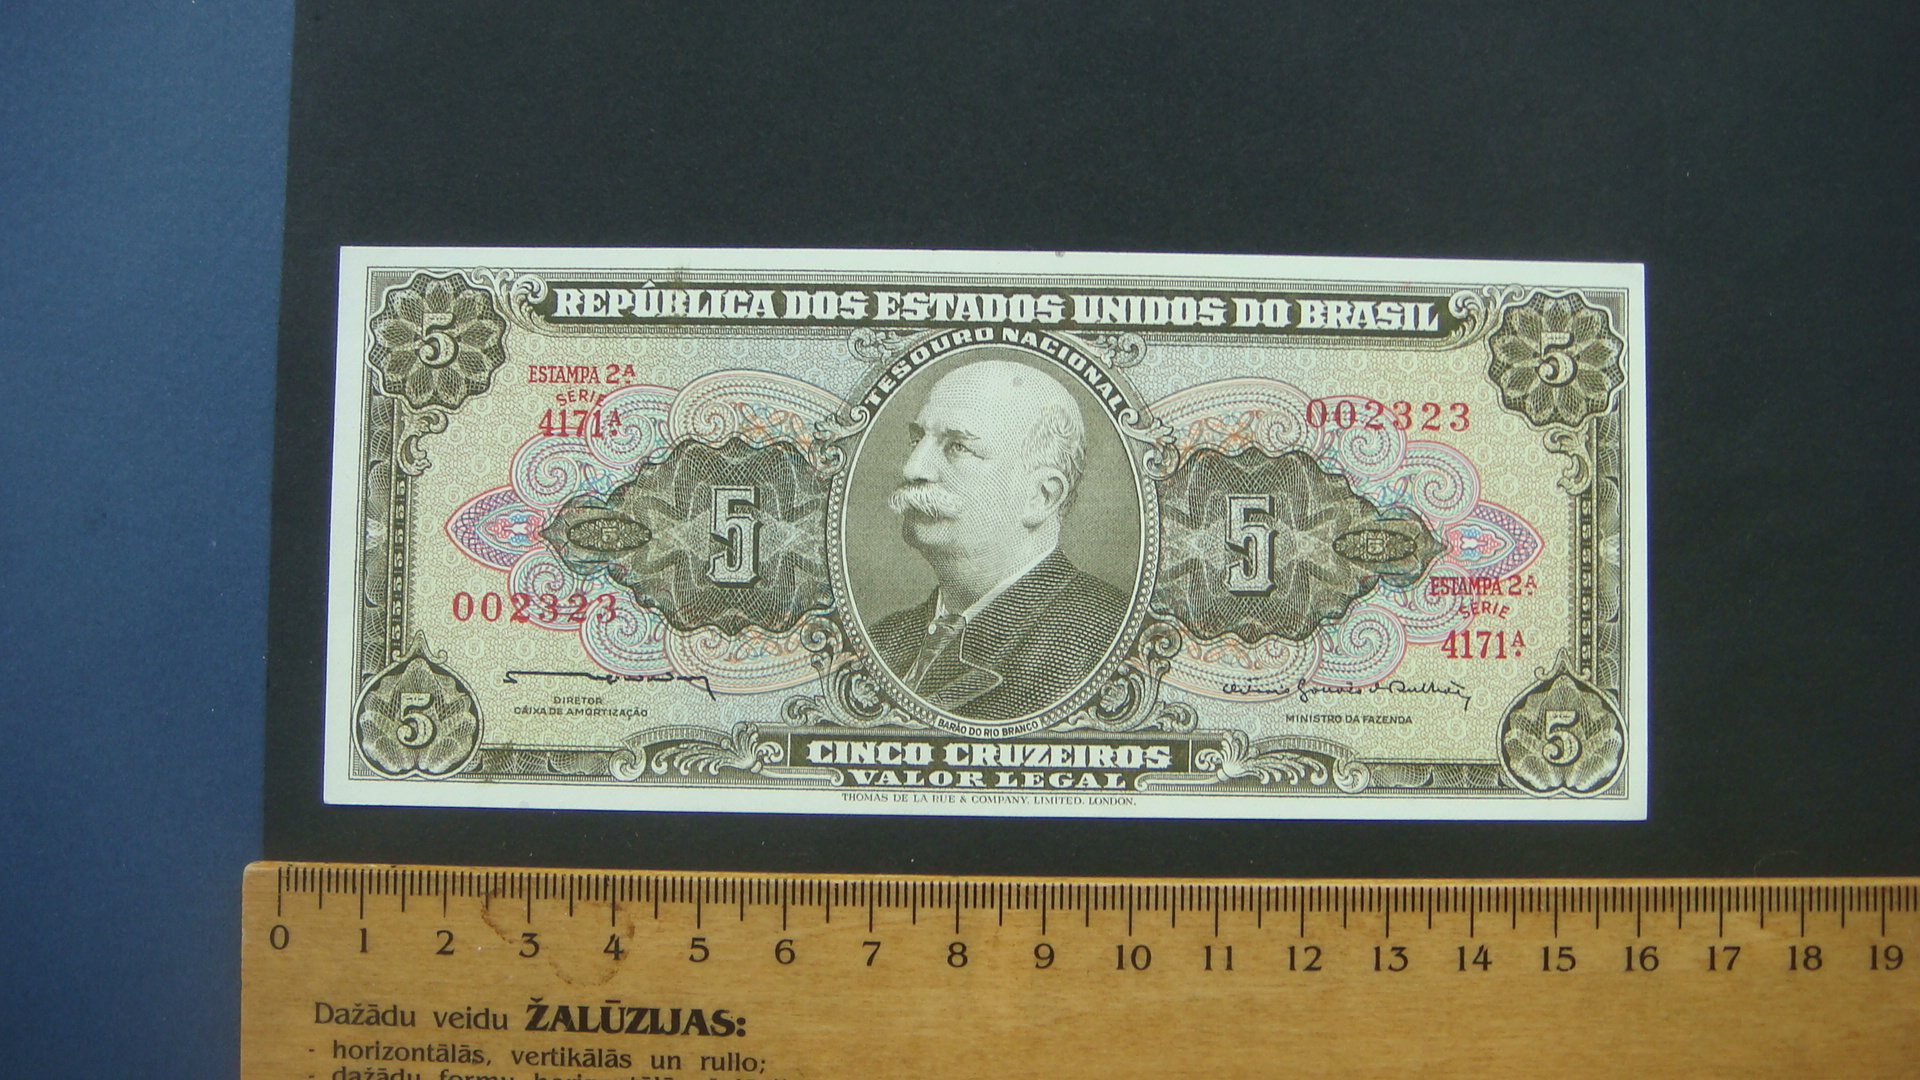 REPÚBLICA DOS ESTADOS UNIDOS DO BRASIL
5
5
TESOURO NACIONAL
ESTAMPA 2A
SÉRIE
4171A
002323
5
5
ESTAMPA 2A
SÉRIE
4171A
002323
DIRETOR
CAIXA DE AMORTIZAÇÃO
MINISTRO DA FAZENDA
BARÃO DO RIO BRANCO
5
5
CINCO CRUZEIROS
VALOR LEGAL
THOMAS DE LA RUE & COMPANY, LIMITED, LONDON.
0 1 2 3 4 5 6 7 8 9 10 11 12 13 14 15 16 17 18 19
Dažādu veidu ŽALŪZIJAS:
- horizontālās, vertikālās un rullo;
- dažādu formu